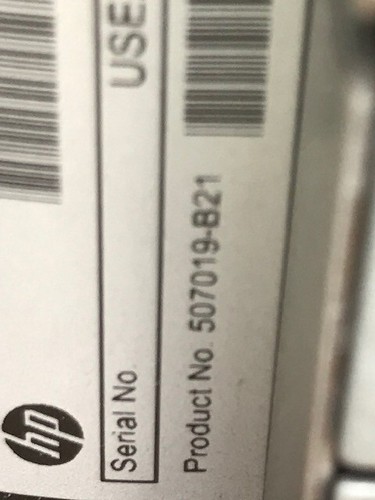 hp
Serial No. USE
Product No. 507019-B21